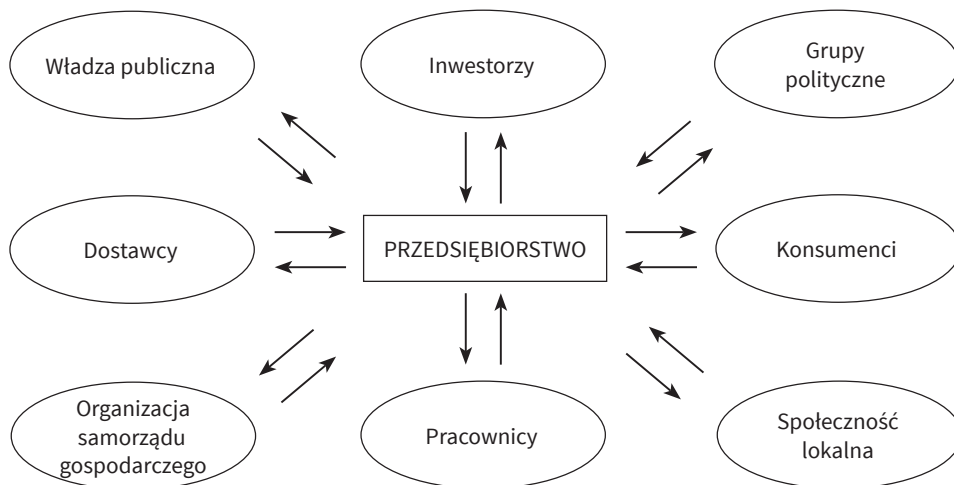 Władza publiczna
Inwestorzy
Grupy
polityczne
Dostawcy
PRZEDSIĘBIORSTWO
Konsumenci
Organizacja
samorządu
gospodarczego
Pracownicy
Społeczność
lokalna